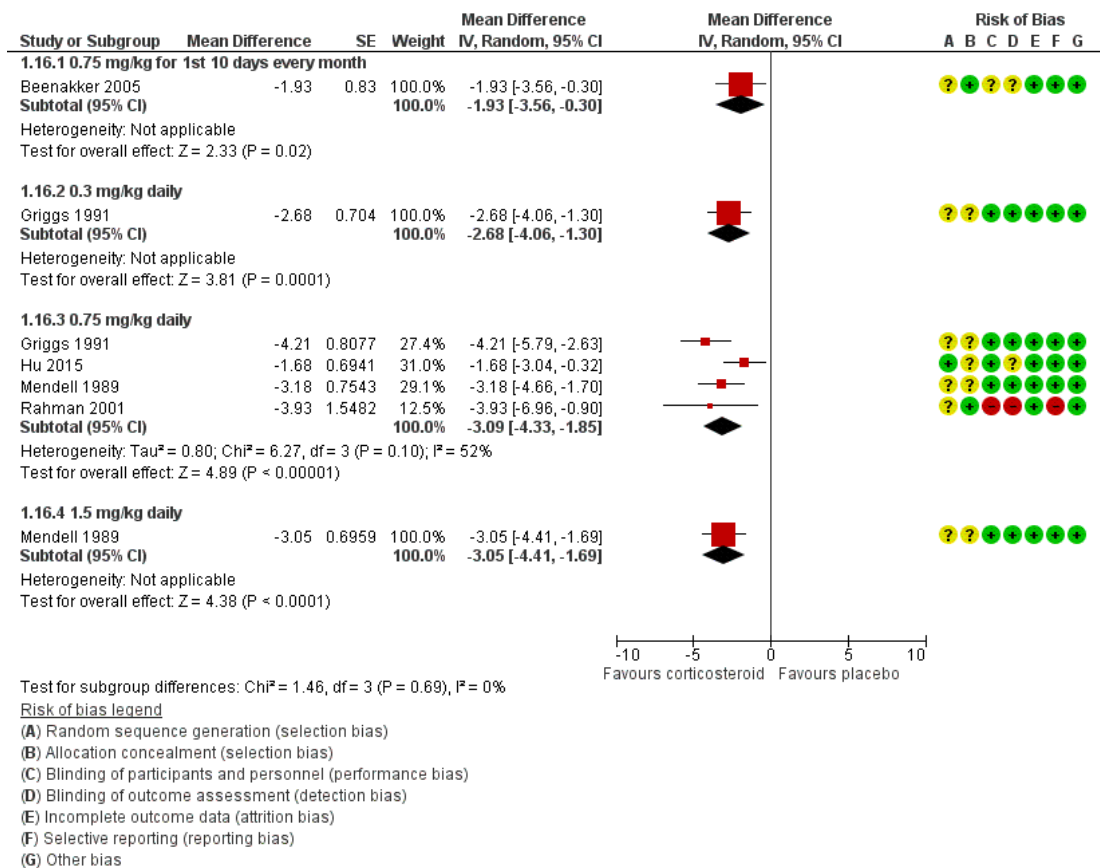 Mean Difference Mean Difference Risk of Bias
Study or Subgroup Mean Difference SE Weight IV, Random, 95% CI IV, Random, 95% CI A B C D E F G
1.16.1 0.75 mg/kg for 1st 10 days every month
Beenakker 2005 -1.93 0.83 100.0% -1.93 [-3.56, -0.30] ? + ? ? + + +
Subtotal (95% CI) 100.0% -1.93 [-3.56, -0.30]
Heterogeneity: Not applicable
Test for overall effect: Z = 2.33 (P = 0.02)
1.16.2 0.3 mg/kg daily
Griggs 1991 -2.68 0.704 100.0% -2.68 [-4.06, -1.30] ? ? + + + + +
Subtotal (95% CI) 100.0% -2.68 [-4.06, -1.30]
Heterogeneity: Not applicable
Test for overall effect: Z = 3.81 (P = 0.0001)
1.16.3 0.75 mg/kg daily
Griggs 1991 -4.21 0.8077 27.4% -4.21 [-5.79, -2.63] ? ? + + + + +
Hu 2015 -1.68 0.6941 31.0% -1.68 [-3.04, -0.32] + ? + ? + + +
Mendell 1989 -3.18 0.7543 29.1% -3.18 [-4.66, -1.70] ? ? + + + + +
Rahman 2001 -3.93 1.5482 12.5% -3.93 [-6.96, -0.90] ? + - - + - +
Subtotal (95% CI) 100.0% -3.09 [-4.33, -1.85]
Heterogeneity: Tau² = 0.80; Chi² = 6.27, df = 3 (P = 0.10); I² = 52%
Test for overall effect: Z = 4.89 (P < 0.00001)
1.16.4 1.5 mg/kg daily
Mendell 1989 -3.05 0.6959 100.0% -3.05 [-4.41, -1.69] ? ? + + + + +
Subtotal (95% CI) 100.0% -3.05 [-4.41, -1.69]
Heterogeneity: Not applicable
Test for overall effect: Z = 4.38 (P < 0.0001)
-10 -5 0 5 10
Favours corticosteroid Favours placebo
Test for subgroup differences: Chi² = 1.46, df = 3 (P = 0.69), I² = 0%
Risk of bias legend
(A) Random sequence generation (selection bias)
(B) Allocation concealment (selection bias)
(C) Blinding of participants and personnel (performance bias)
(D) Blinding of outcome assessment (detection bias)
(E) Incomplete outcome data (attrition bias)
(F) Selective reporting (reporting bias)
(G) Other bias